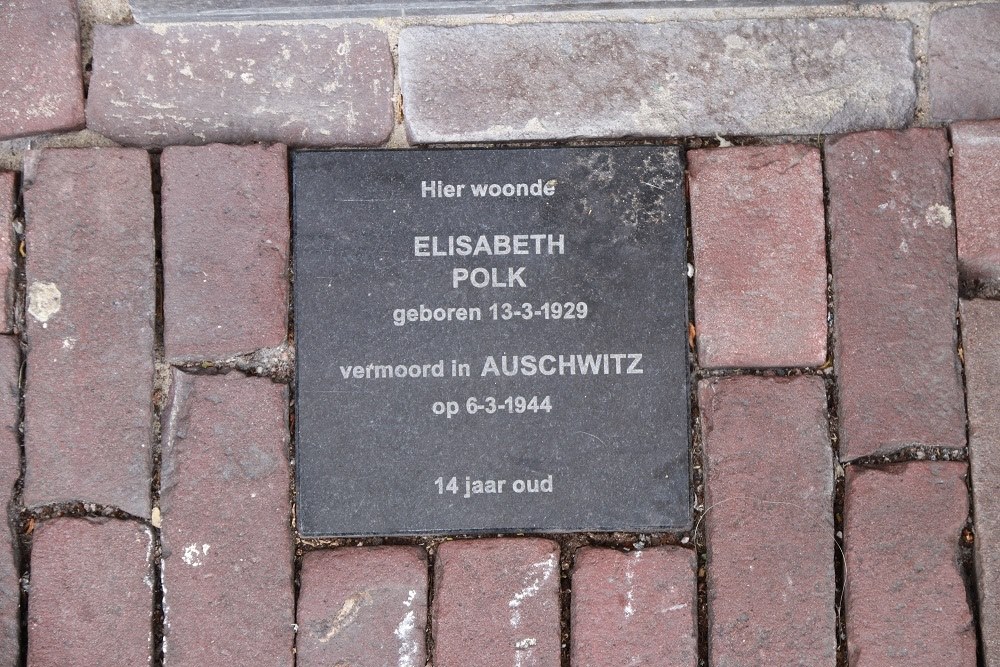 Hier woonde
ELISABETH
POLK
geboren 13-3-1929
vermoord in AUSCHWITZ
op 6-3-1944
14 jaar oud